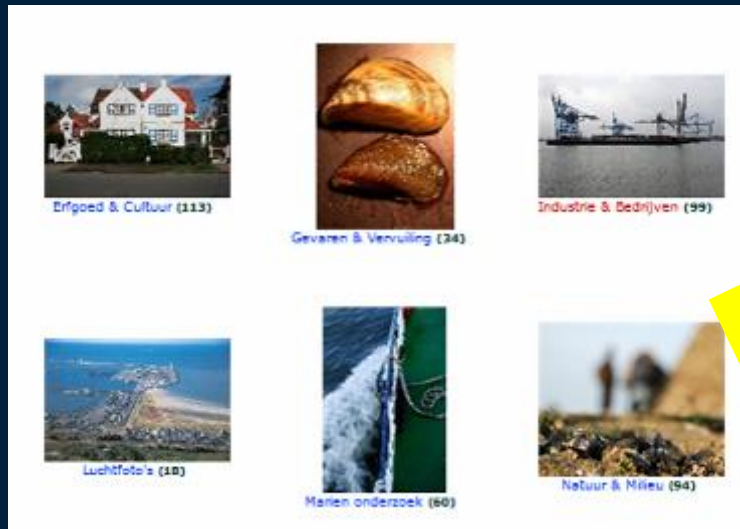 Erfgoed & Cultuur (113)
Gevaren & Vervuiling (34)
Industrie & Bedrijven (99)
Luchtfoto's (18)
Marien onderzoek (60)
Natuur & Milieu (94)